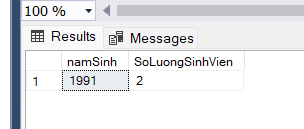 100 %
Results Messages
namSinh SoLuongSinhVien
1 1991 2